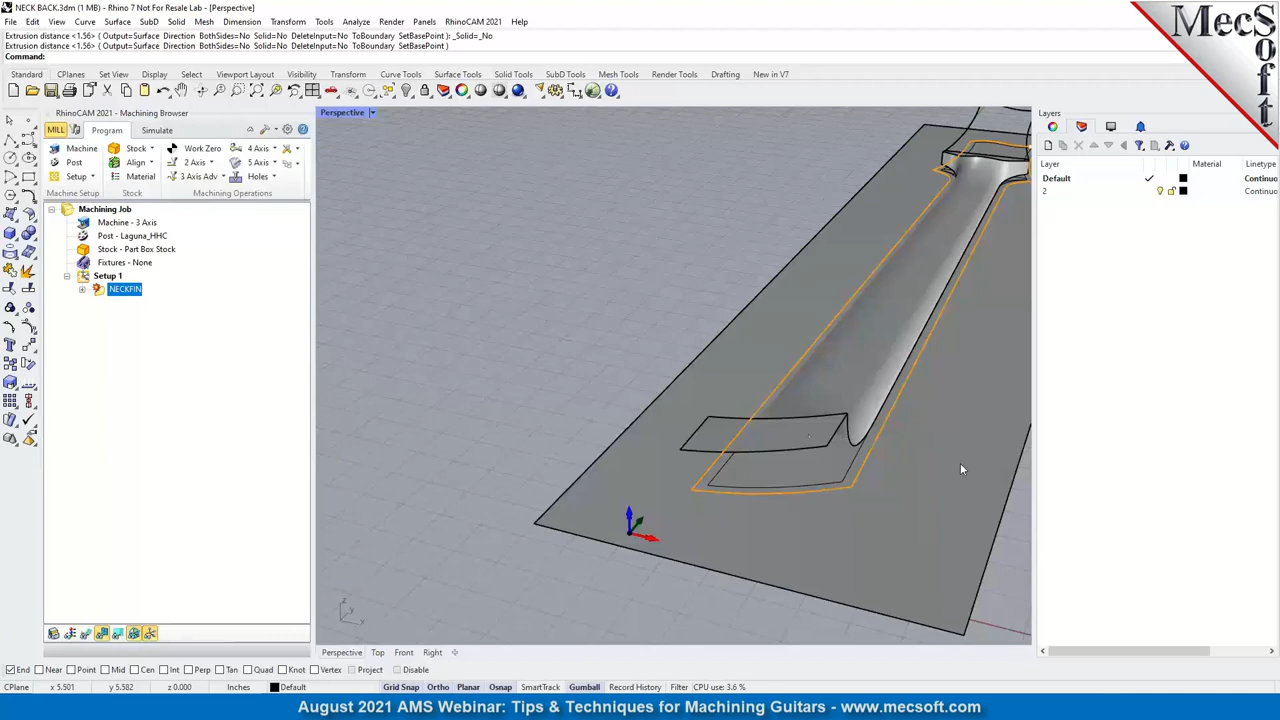 NECK BACK.3dm (1 MB) - Rhino 7 Not For Resale Lab - [Perspective]
File Edit View Curve Surface SubD Solid Mesh Dimension Transform Tools Analyze Render Panels RhinoCAM 2021 Help
Extrusion distance <1.56> ( Output=Surface Direction BothSides=No Solid=No DeleteInput=No ToBoundary SetBasePoint ): _Solid=_No
Extrusion distance <1.56> ( Output=Surface Direction BothSides=No Solid=No DeleteInput=No ToBoundary SetBasePoint )
Command:
Standard CPlanes Set View Display Select Viewport Layout Visibility Transform Curve Tools Surface Tools Solid Tools SubD Tools Mesh Tools Render Tools Drafting New in V7
MecSoft
RhinoCAM 2021 - Machining Browser
MILL Program Simulate
Machine Stock Work Zero 4 Axis
Post Align 2 Axis 5 Axis
Setup Material 3 Axis Adv Holes
Machine Setup Stock Machining Operations
Machining Job
Machine - 3 Axis
Post - Laguna_HHC
Stock - Part Box Stock
Fixtures - None
Setup 1
NECKFIN
Perspective
z
y
x
Layers
Layer Material Linetype
Default Continuo
2 Continuo
Perspective Top Front Right
End Near Point Mid Cen Int Perp Tan Quad Knot Vertex Project Disable
CPlane x 5.501 y 5.582 z 0.000 Inches Default Grid Snap Ortho Planar Osnap SmartTrack Gumball Record History Filter CPU use: 3.6 %
August 2021 AMS Webinar: Tips & Techniques for Machining Guitars - www.mecsoft.com